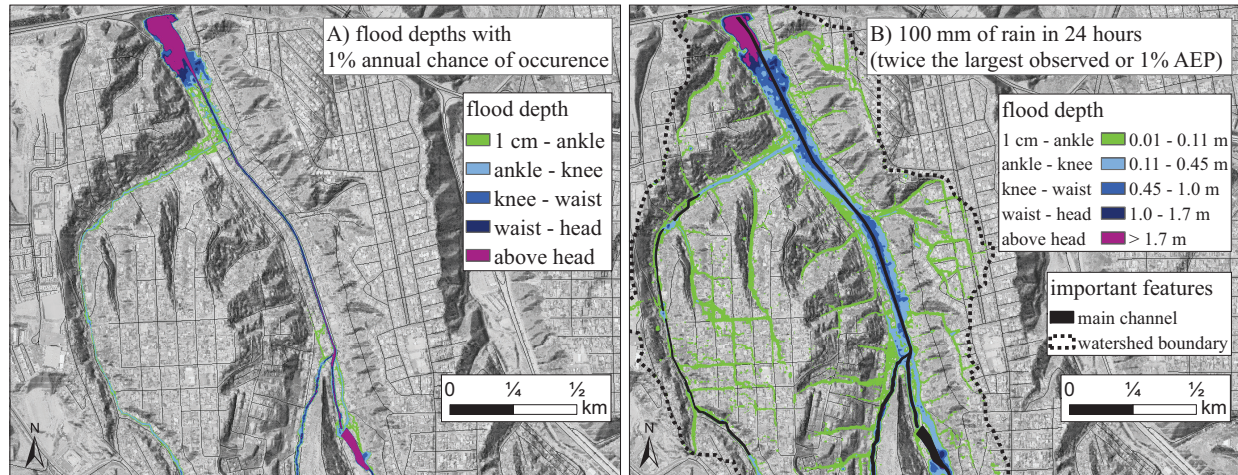 A) flood depths with
1% annual chance of occurence
flood depth
1 cm - ankle
ankle - knee
knee - waist
waist - head
above head
0 ¼ ½
km
N
B) 100 mm of rain in 24 hours
(twice the largest observed or 1% AEP)
flood depth
1 cm - ankle 0.01 - 0.11 m
ankle - knee 0.11 - 0.45 m
knee - waist 0.45 - 1.0 m
waist - head 1.0 - 1.7 m
above head > 1.7 m
important features
main channel
watershed boundary
0 ¼ ½
km
N